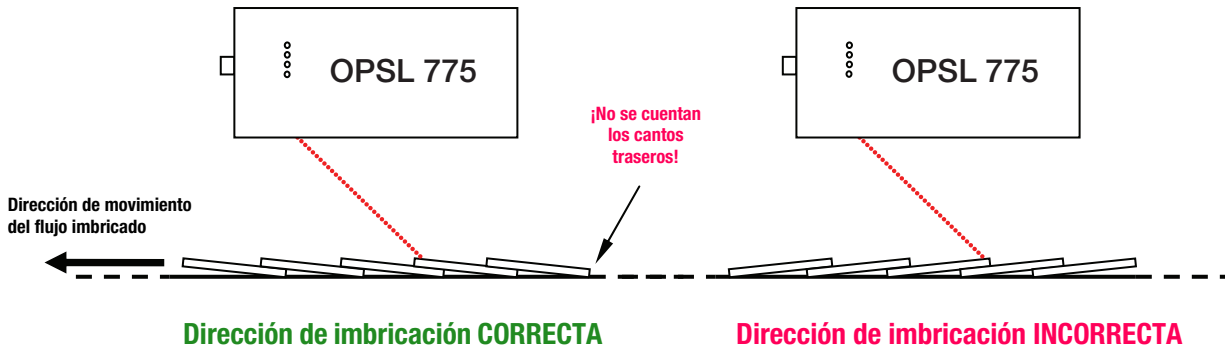 OPSL 775
OPSL 775
¡No se cuentan
los cantos
traseros!
Dirección de movimiento
del flujo imbricado
Dirección de imbricación CORRECTA
Dirección de imbricación INCORRECTA